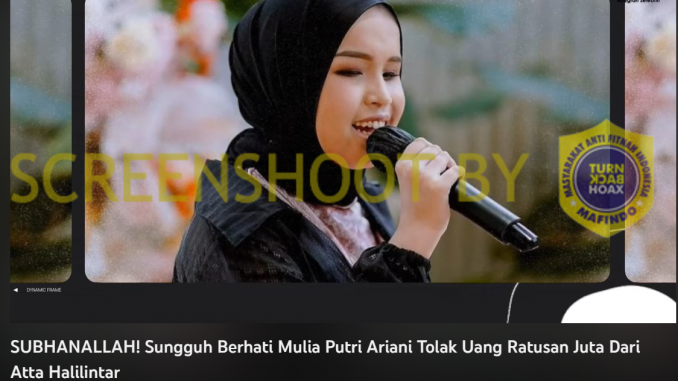 SCREENSHOOT BY
MASYARAKAT ANTI FITNAH INDONESIA
TURN
BACK
HOAX
MAFINDO
DYNAMIC FRAME
SUBHANALLAH! Sungguh Berhati Mulia Putri Ariani Tolak Uang Ratusan Juta Dari
Atta Halilintar